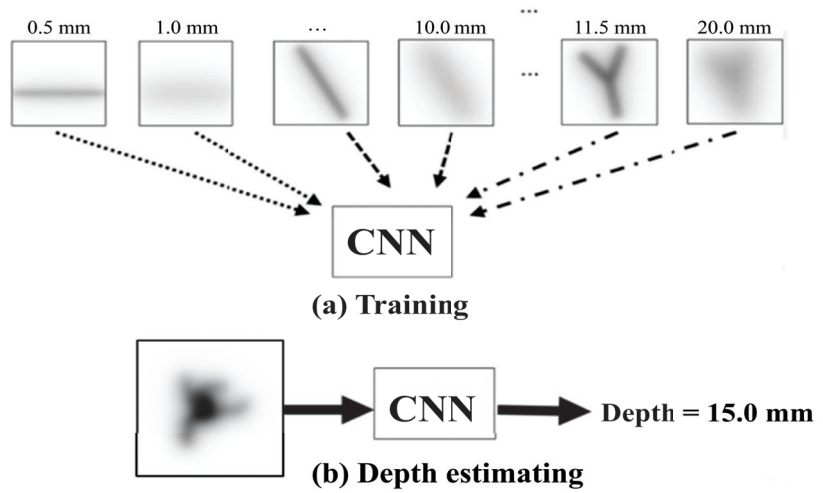 0.5 mm 1.0 mm ... 10.0 mm ... 11.5 mm 20.0 mm
...
CNN
(a) Training
CNN Depth = 15.0 mm
(b) Depth estimating